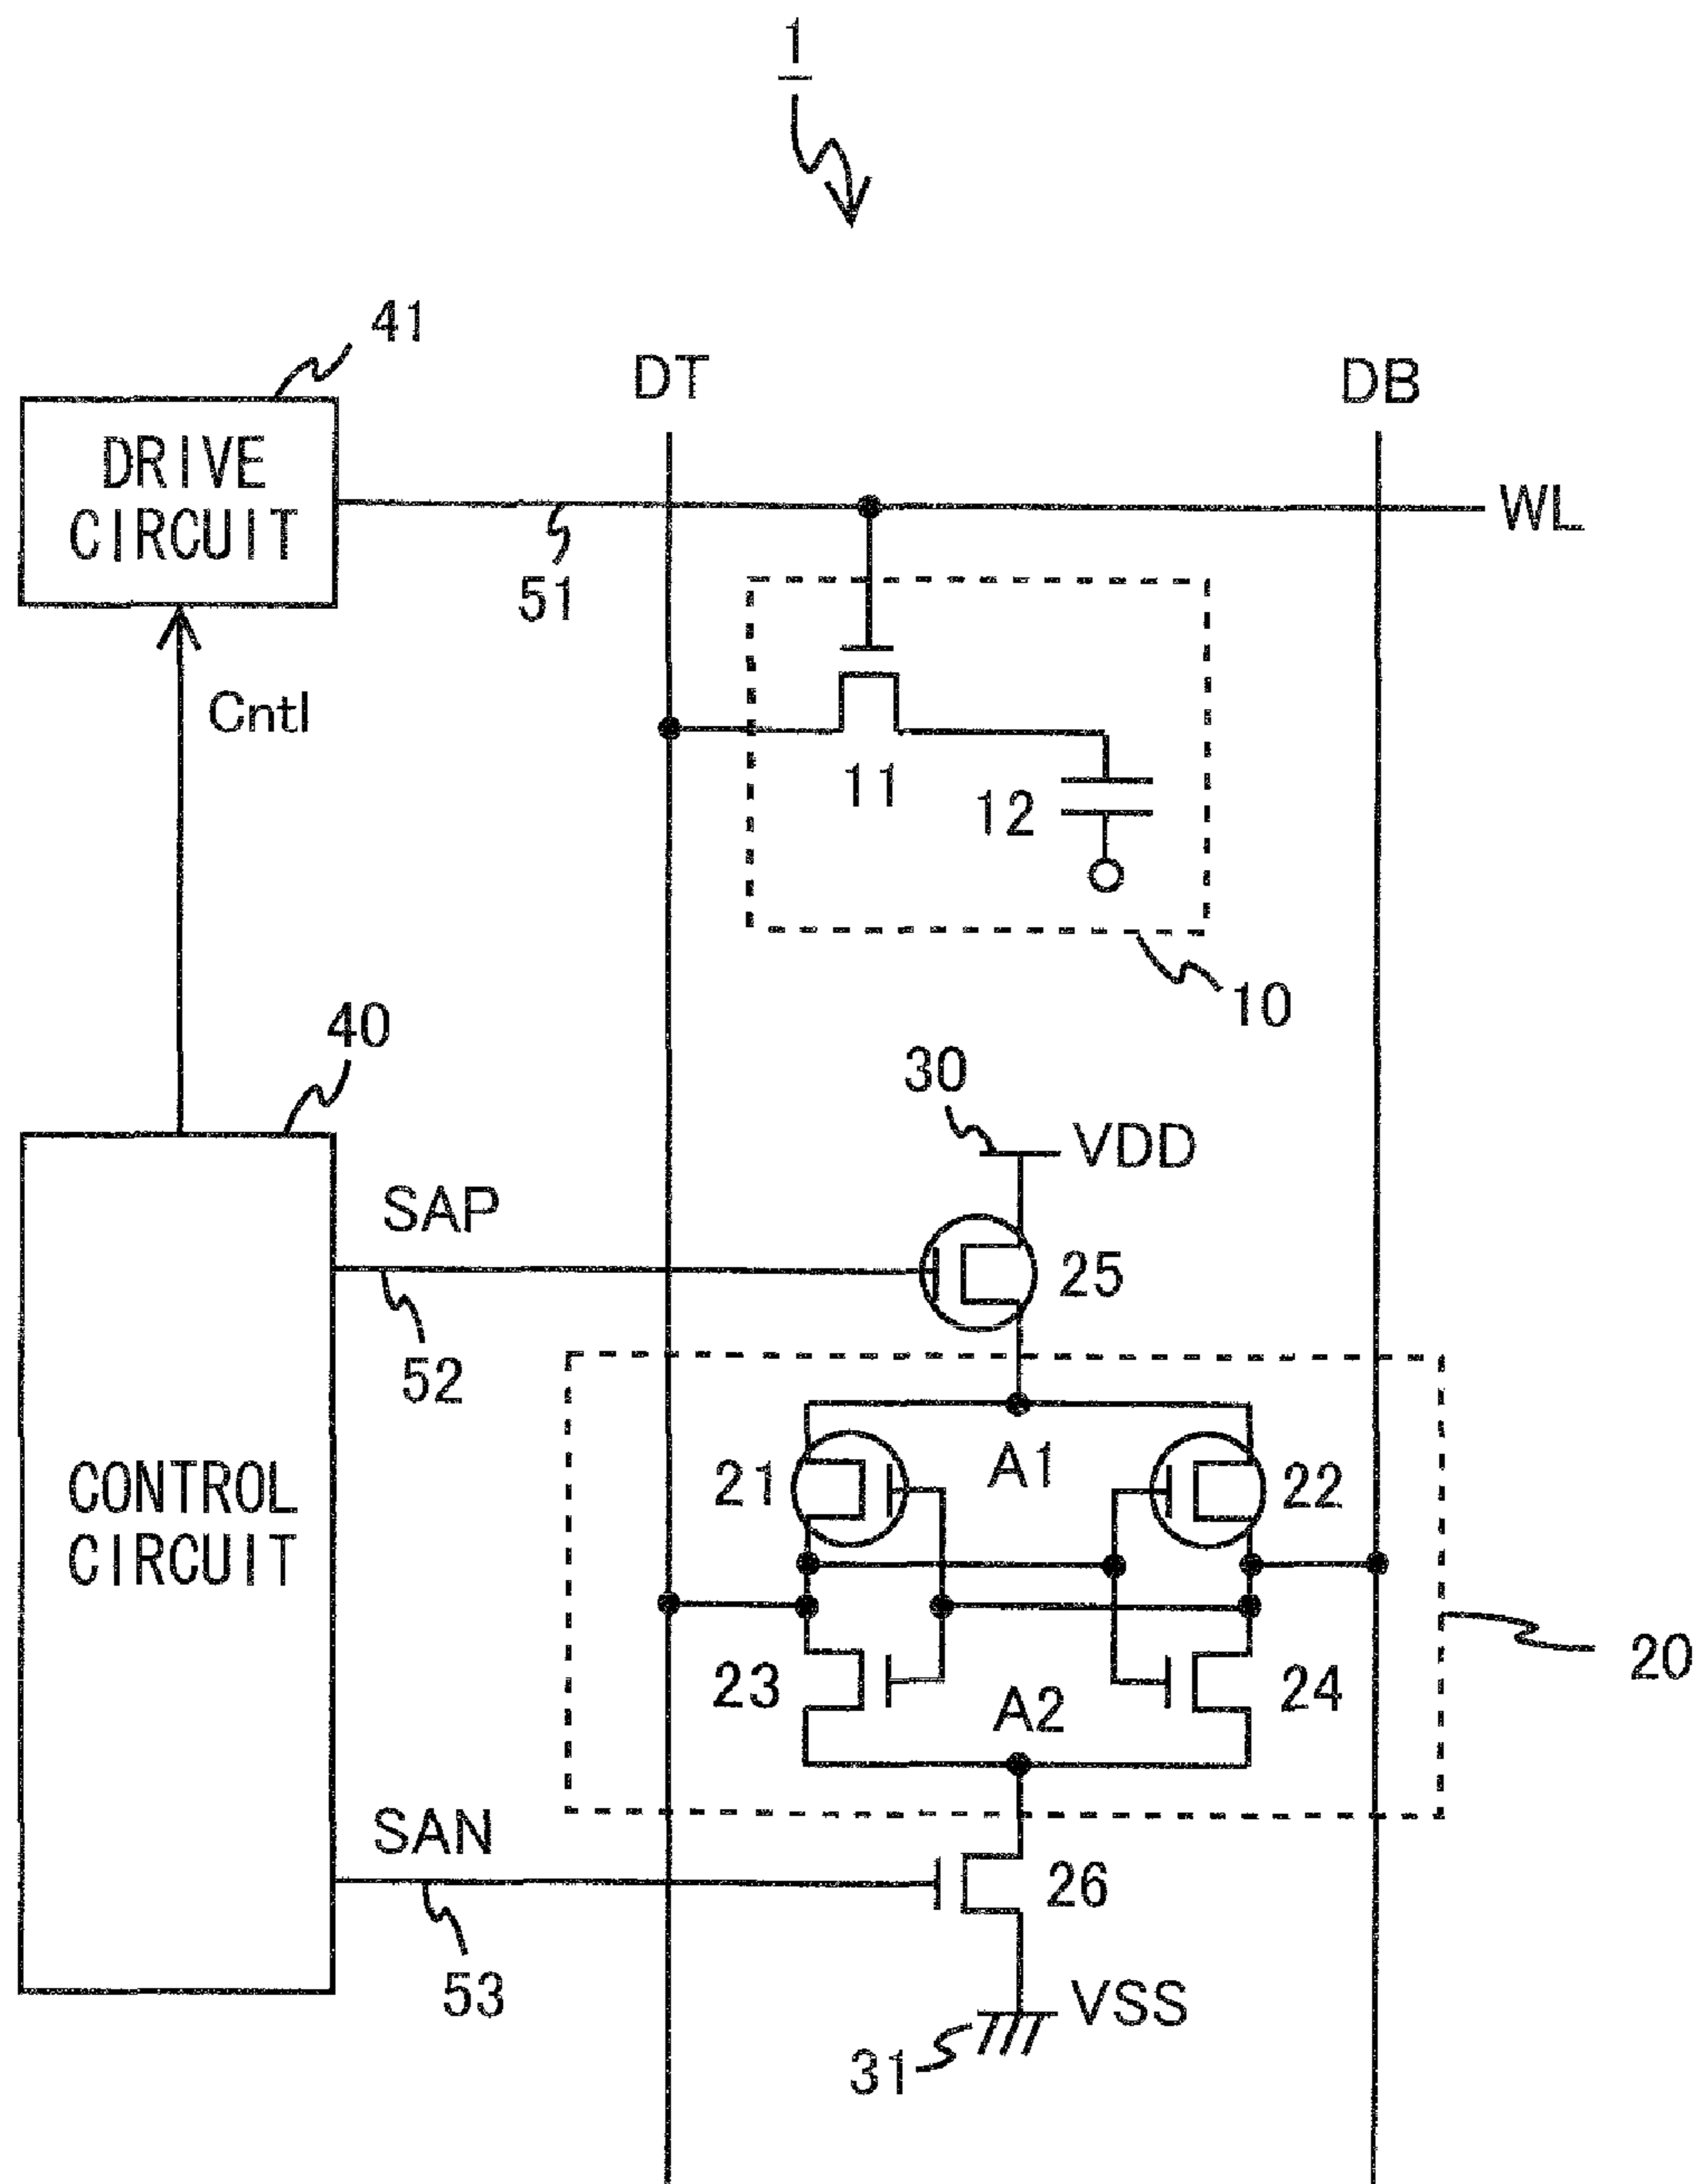 1
41
DT
DB
DRIVE
CIRCUIT
WL
51
Cntl
11
12
10
40
30
VDD
SAP
25
52
A1
21
22
CONTROL
CIRCUIT
20
23
A2
24
SAN
26
53
VSS
31